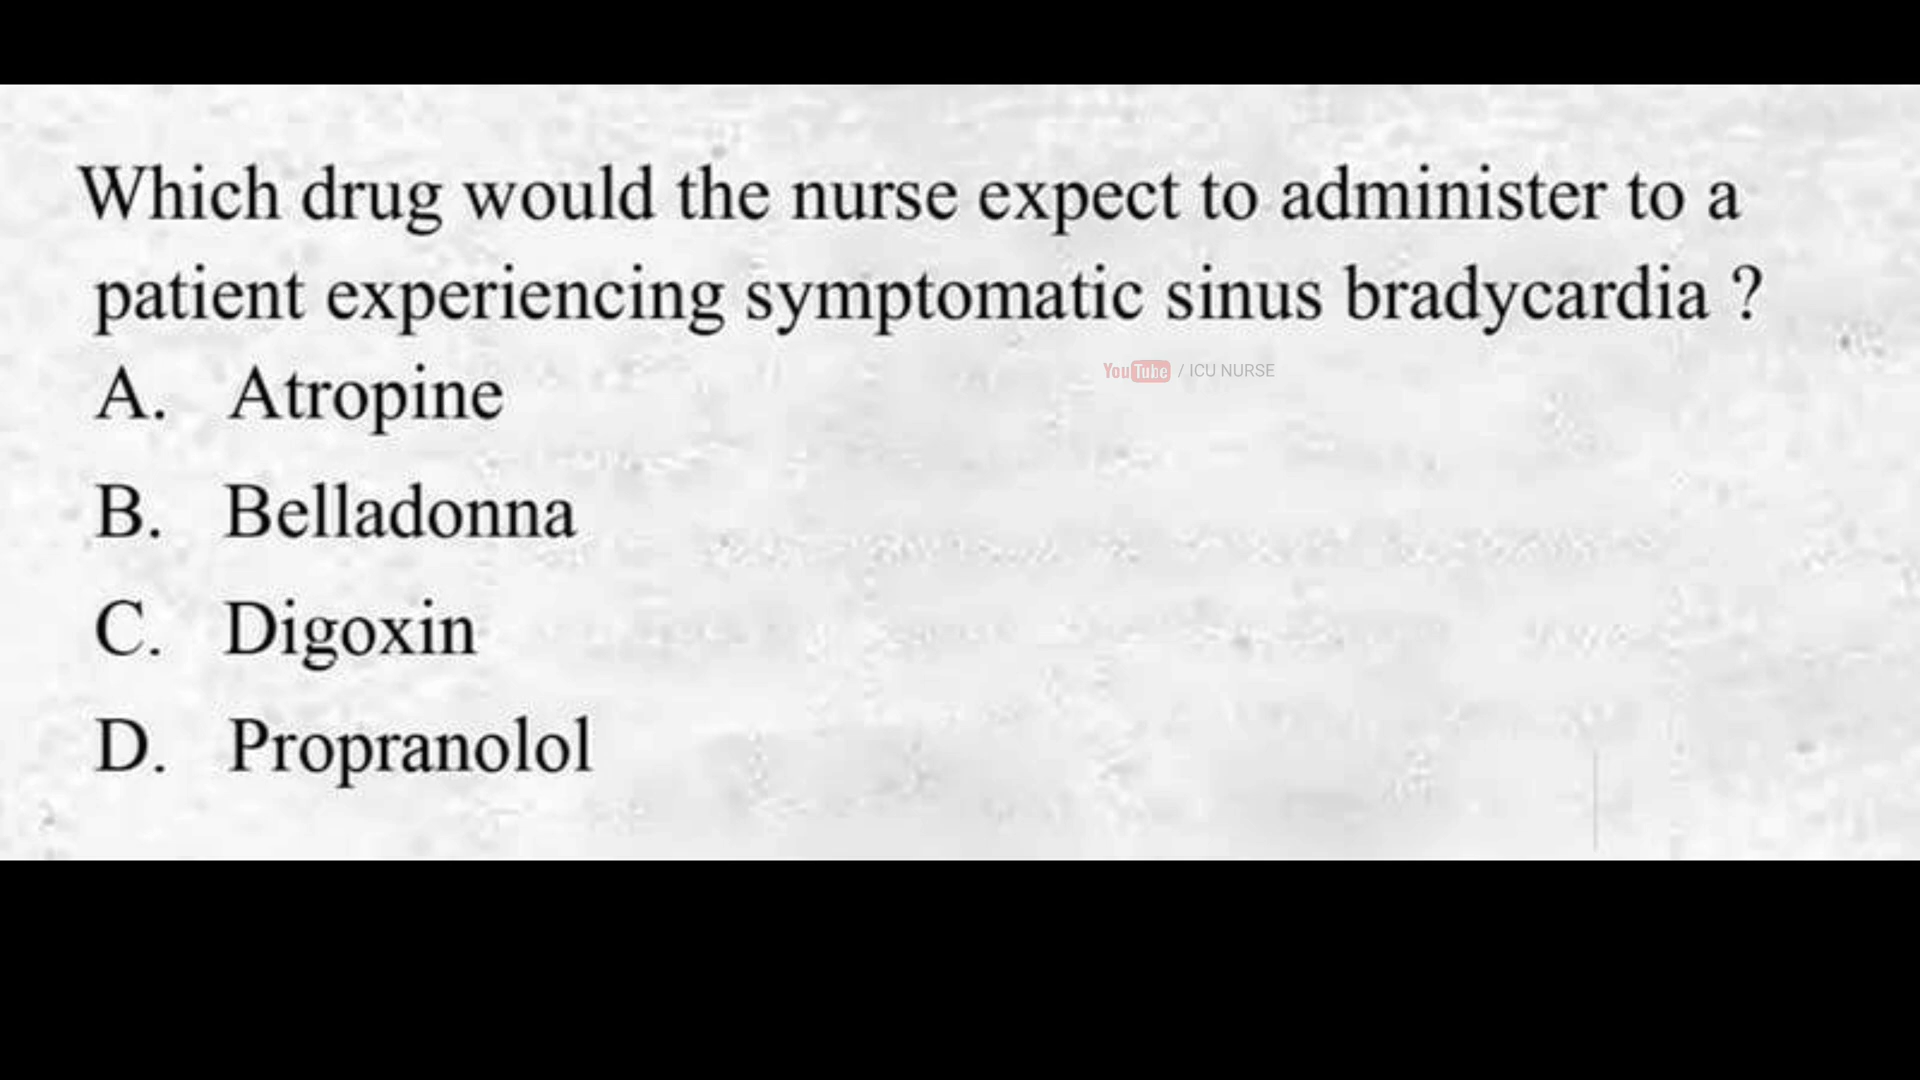 Which drug would the nurse expect to administer to a
patient experiencing symptomatic sinus bradycardia ?
YouTube / ICU NURSE
A. Atropine
B. Belladonna
C. Digoxin
D. Propranolol